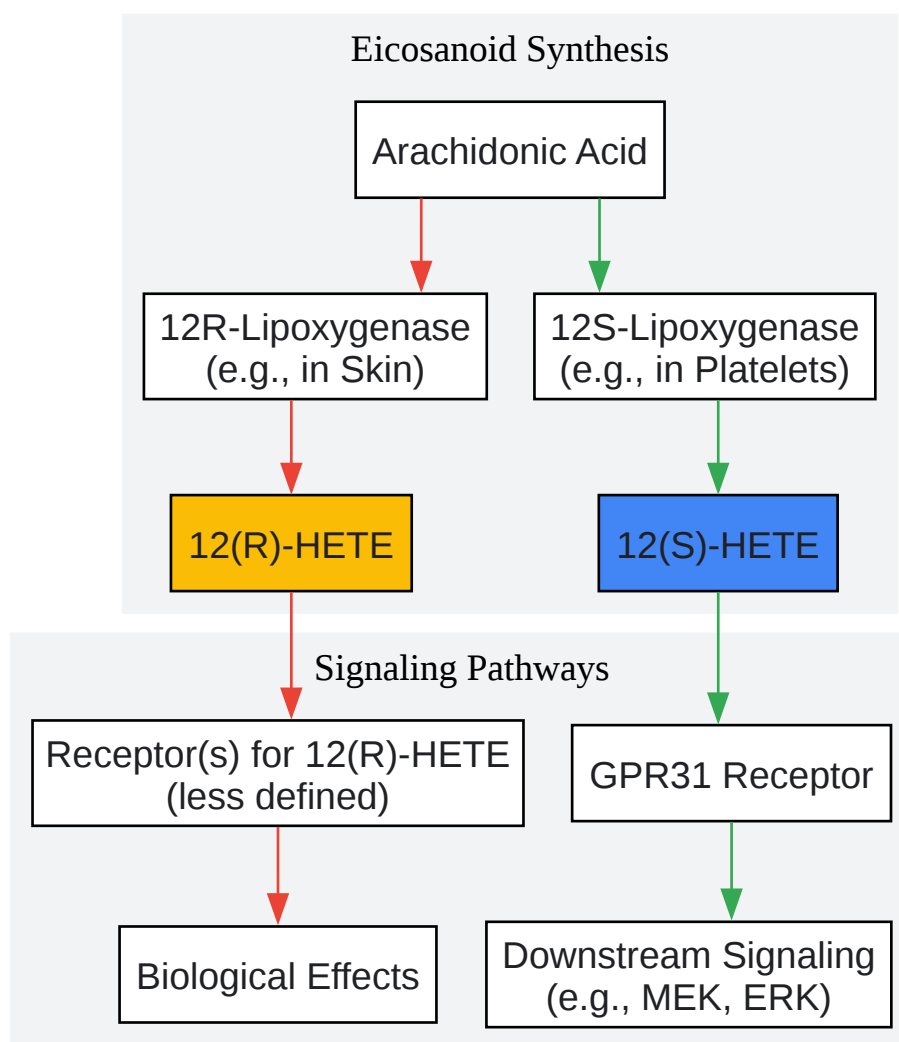 Eicosanoid Synthesis
Arachidonic Acid
12R-Lipoxygenase
(e.g., in Skin)
12S-Lipoxygenase
(e.g., in Platelets)
12(R)-HETE
12(S)-HETE
Signaling Pathways
Receptor(s) for 12(R)-HETE
(less defined)
GPR31 Receptor
Biological Effects
Downstream Signaling
(e.g., MEK, ERK)